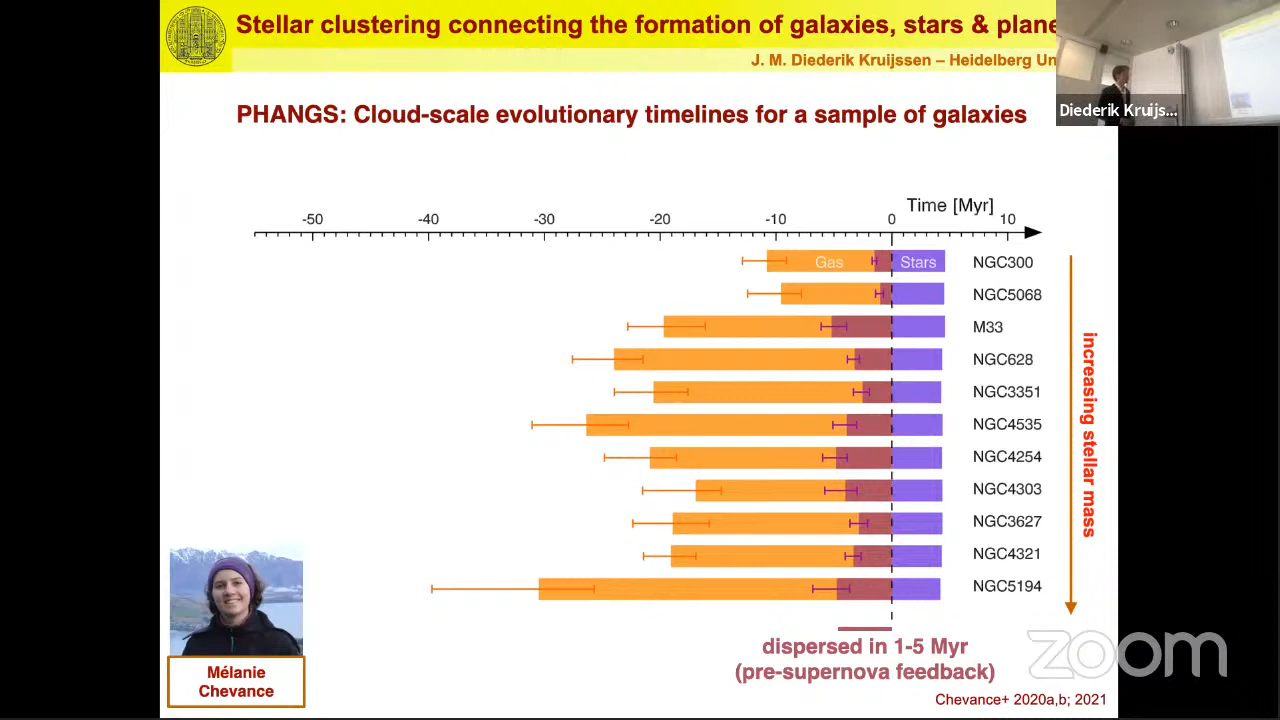 Stellar clustering connecting the formation of galaxies, stars & plane
J. M. Diederik Kruijssen – Heidelberg Un
Diederik Kruijs...
PHANGS: Cloud-scale evolutionary timelines for a sample of galaxies
Time [Myr]
-50 -40 -30 -20 -10 0 10
Gas Stars NGC300
NGC5068
M33
NGC628
NGC3351
NGC4535
NGC4254
NGC4303
NGC3627
NGC4321
NGC5194
increasing stellar mass
dispersed in 1-5 Myr
(pre-supernova feedback)
Mélanie
Chevance
zoom
Chevance+ 2020a,b; 2021